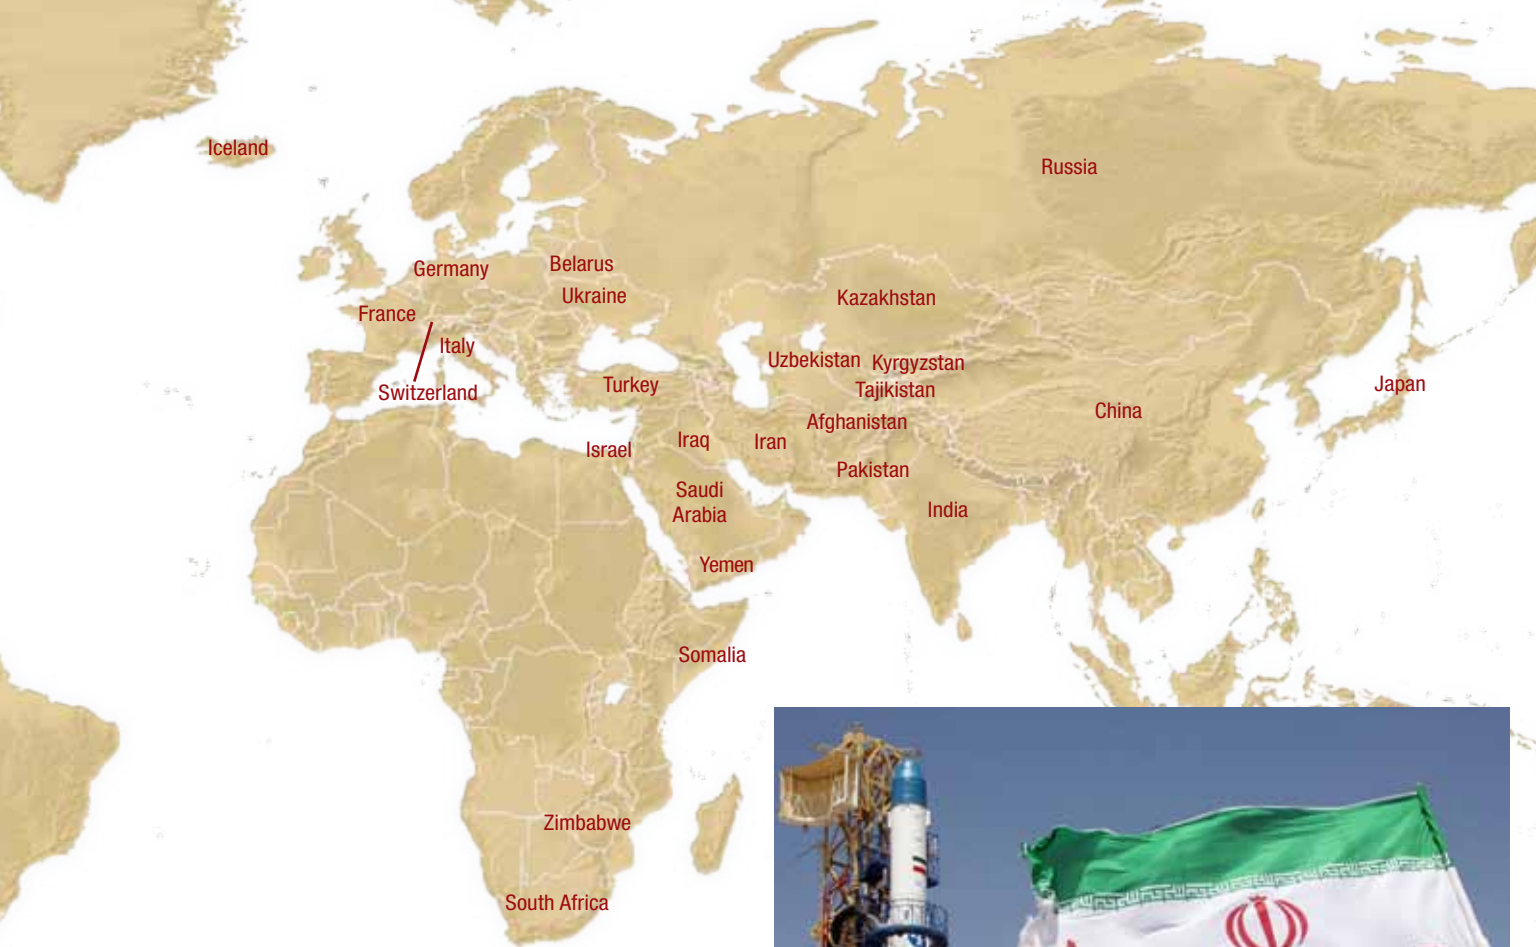 Iceland
Russia
Germany
Belarus
Ukraine
Kazakhstan
France
Italy
Uzbekistan
Kyrgyzstan
Switzerland
Turkey
Tajikistan
Japan
China
Afghanistan
Israel
Iraq
Iran
Pakistan
Saudi
Arabia
India
Yemen
Somalia
Zimbabwe
South Africa